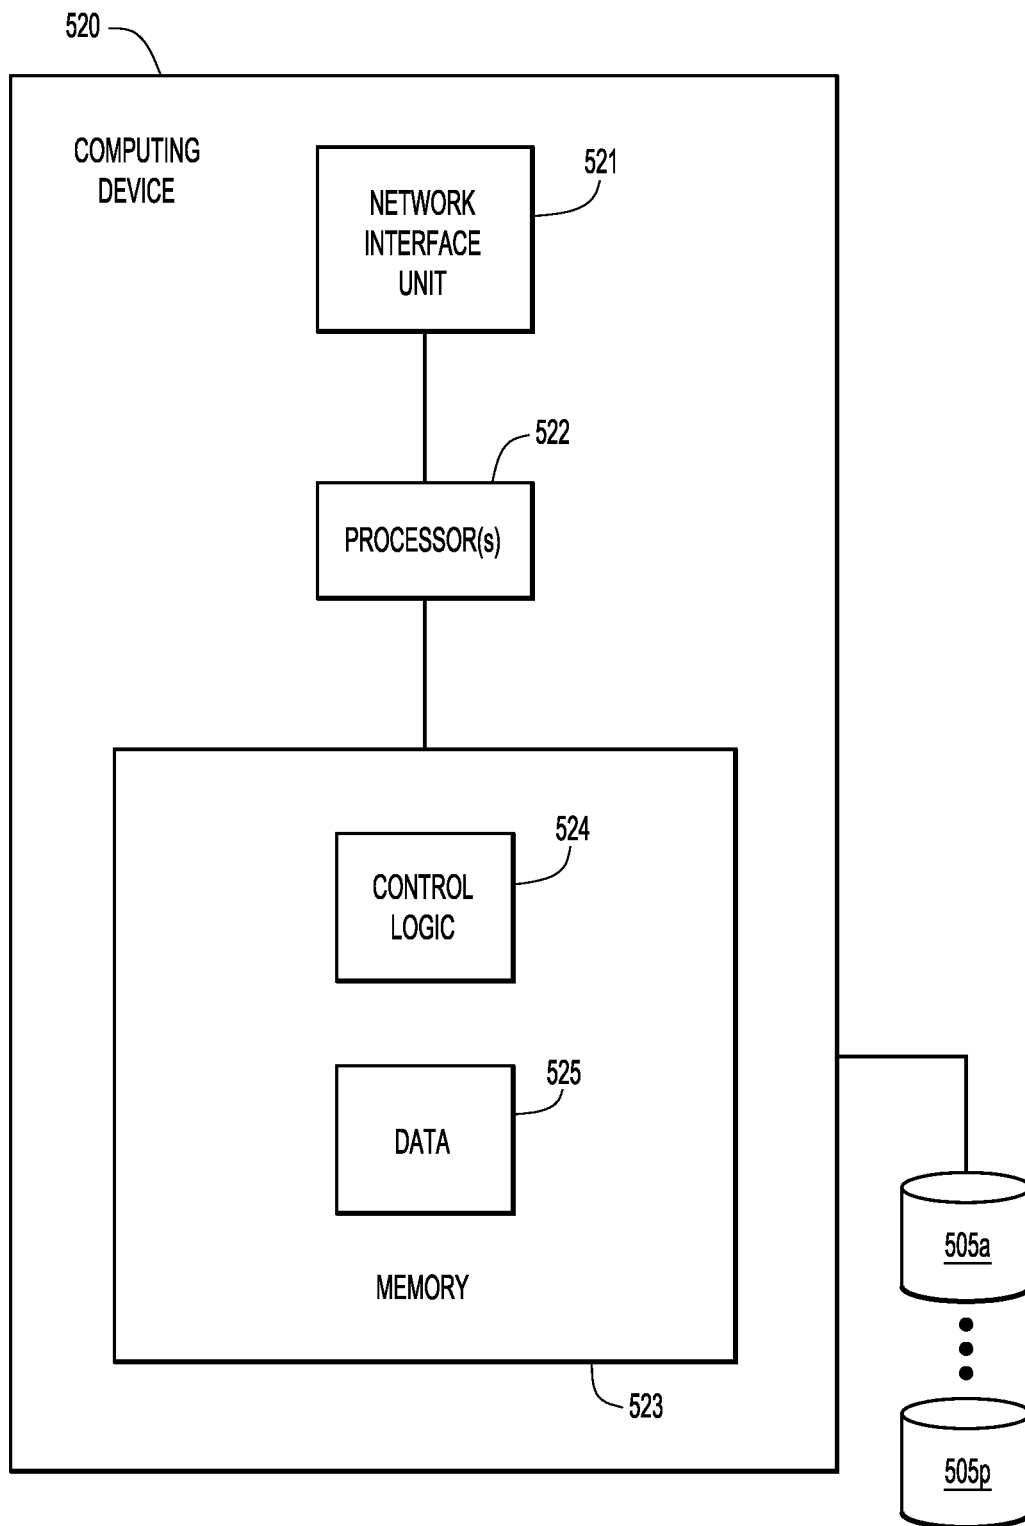 520
COMPUTING
DEVICE
521
NETWORK
INTERFACE
UNIT
522
PROCESSOR(s)
524
CONTROL
LOGIC
525
DATA
MEMORY
523
505a
505p